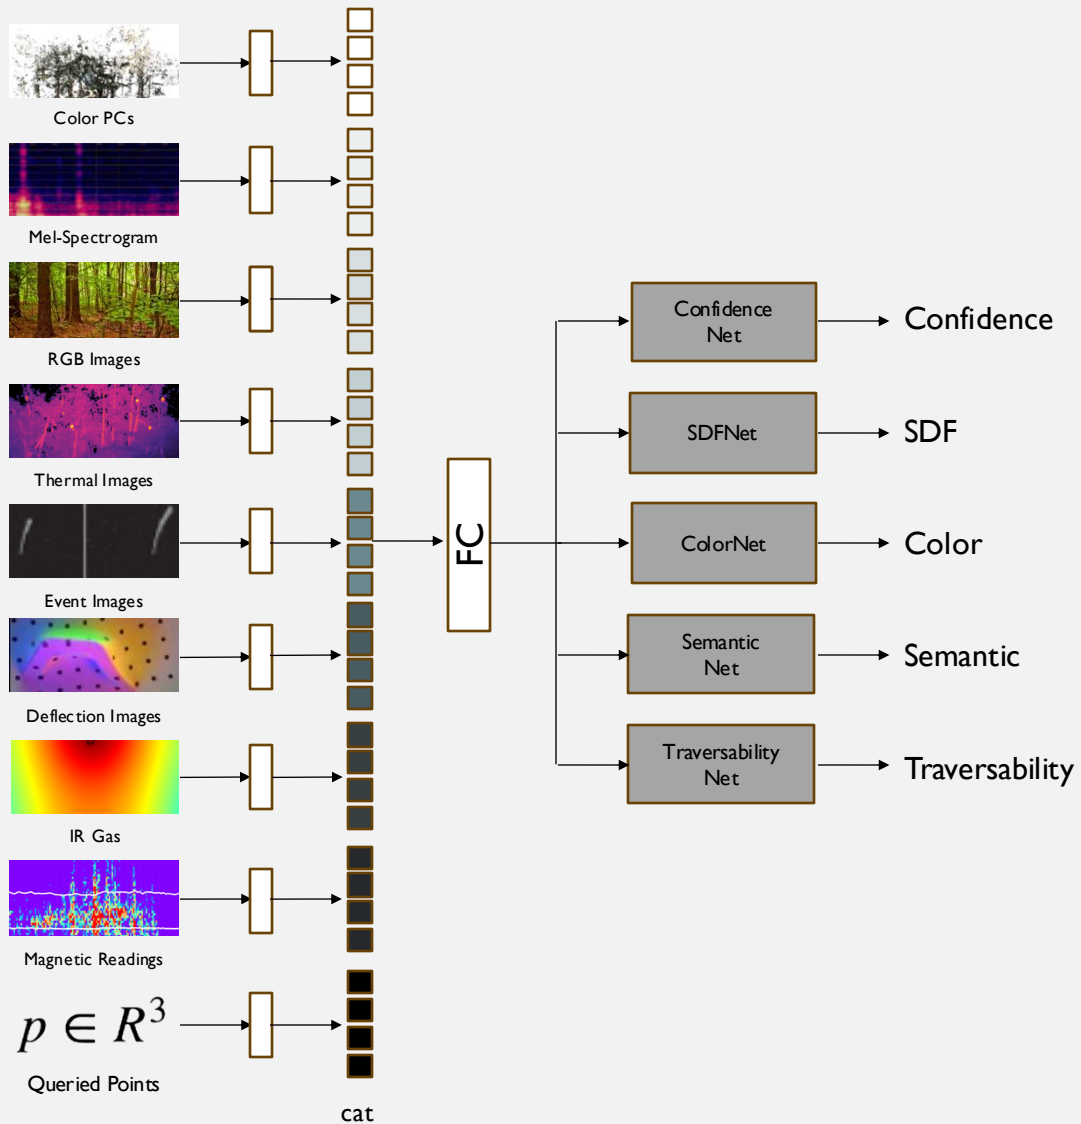 Color PCs
Mel-Spectrogram
RGB Images
Thermal Images
Event Images
Deflection Images
IR Gas
Magnetic Readings
p ∈ R³
Queried Points
cat
FC
Confidence
Net
Confidence
SDFNet
SDF
ColorNet
Color
Semantic
Net
Semantic
Traversability
Net
Traversability